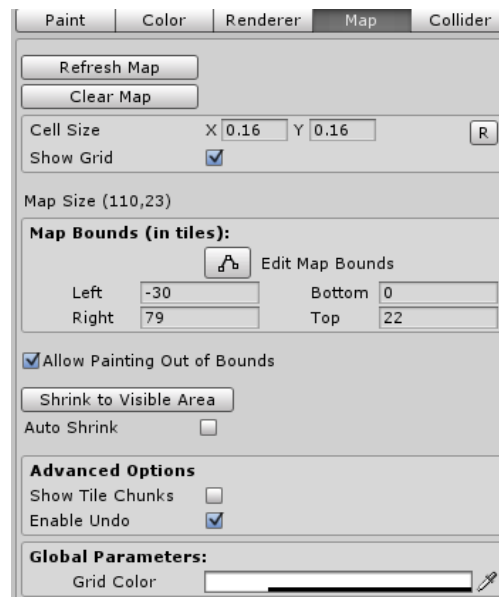 Paint Color Renderer Map Collider
Refresh Map
Clear Map
Cell Size X 0.16 Y 0.16 R
Show Grid
Map Size (110,23)
Map Bounds (in tiles):
Edit Map Bounds
Left -30 Bottom 0
Right 79 Top 22
Allow Painting Out of Bounds
Shrink to Visible Area
Auto Shrink
Advanced Options
Show Tile Chunks
Enable Undo
Global Parameters:
Grid Color